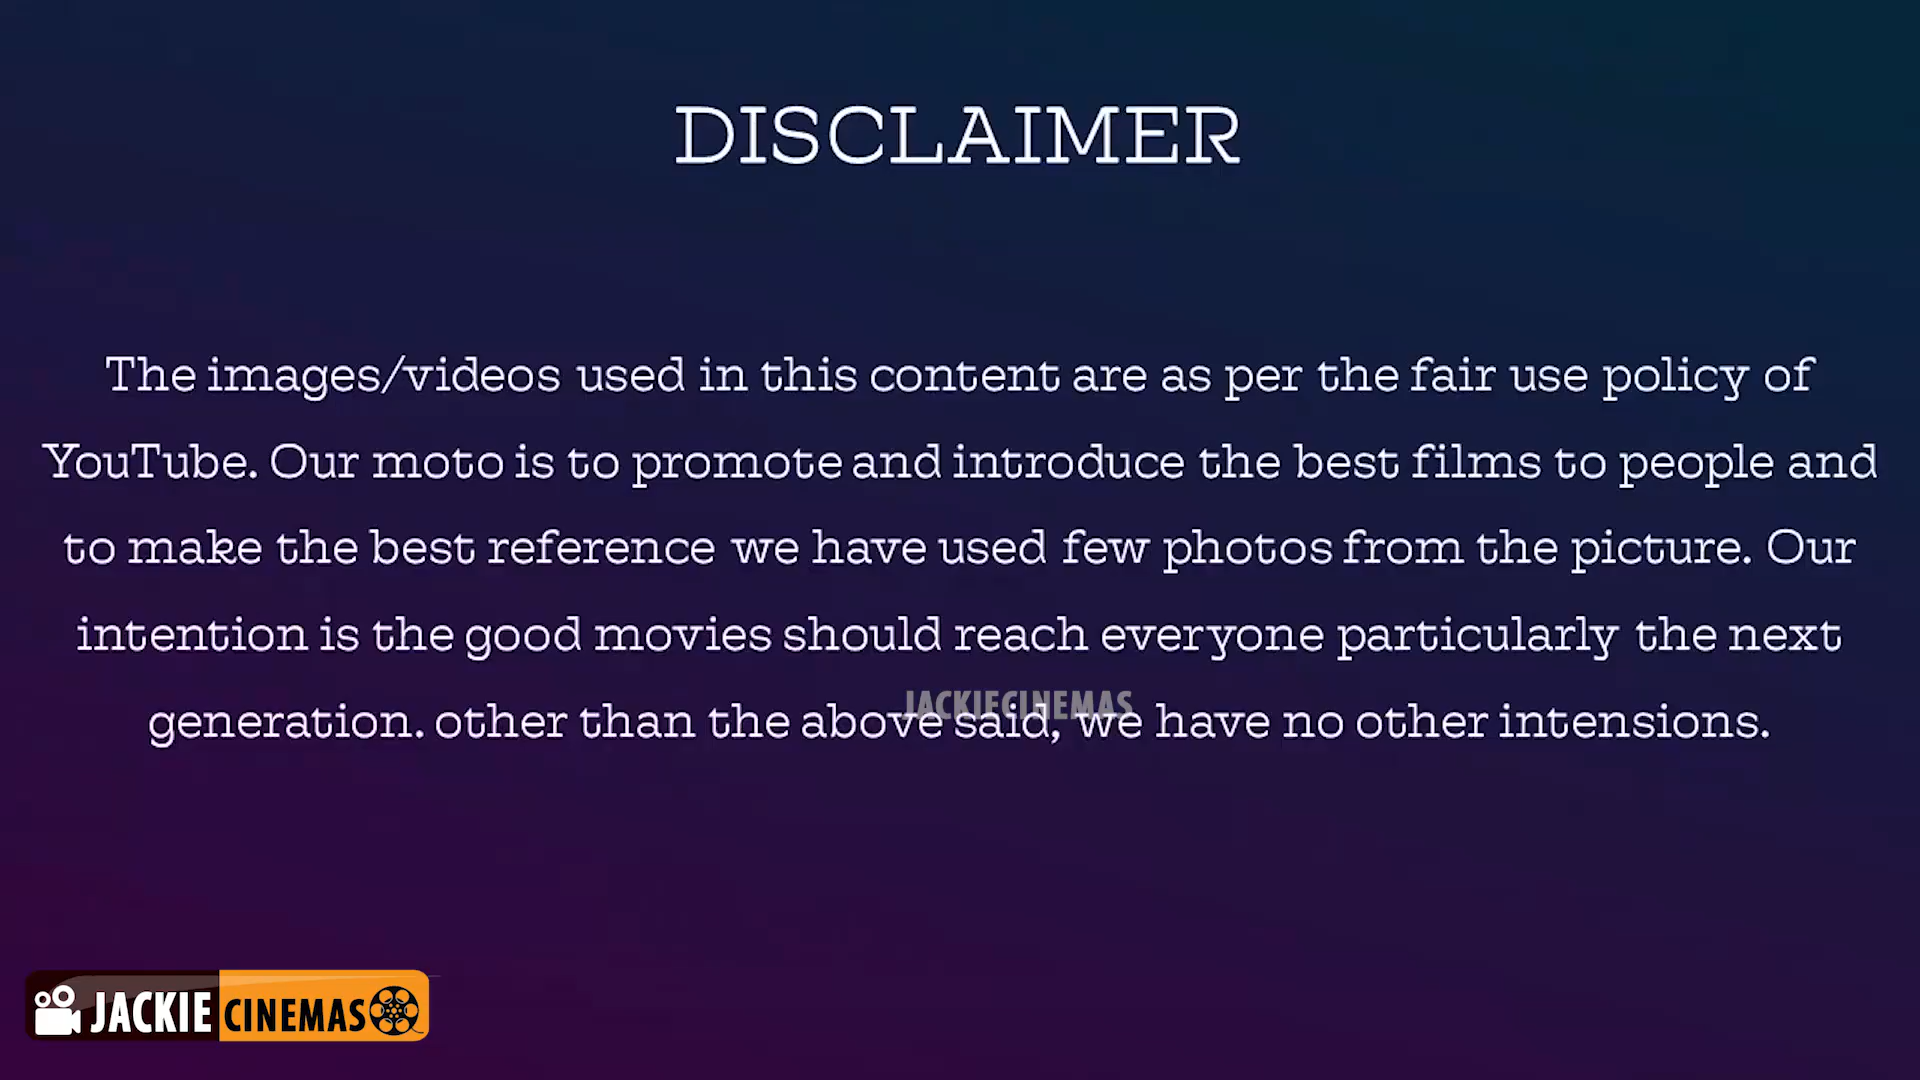 DISCLAIMER
The images/videos used in this content are as per the fair use policy of
YouTube. Our moto is to promote and introduce the best films to people and
to make the best reference we have used few photos from the picture. Our
intention is the good movies should reach everyone particularly the next
generation. other than the above said, we have no other intensions.
JACKIECINEMAS
JACKIE CINEMAS